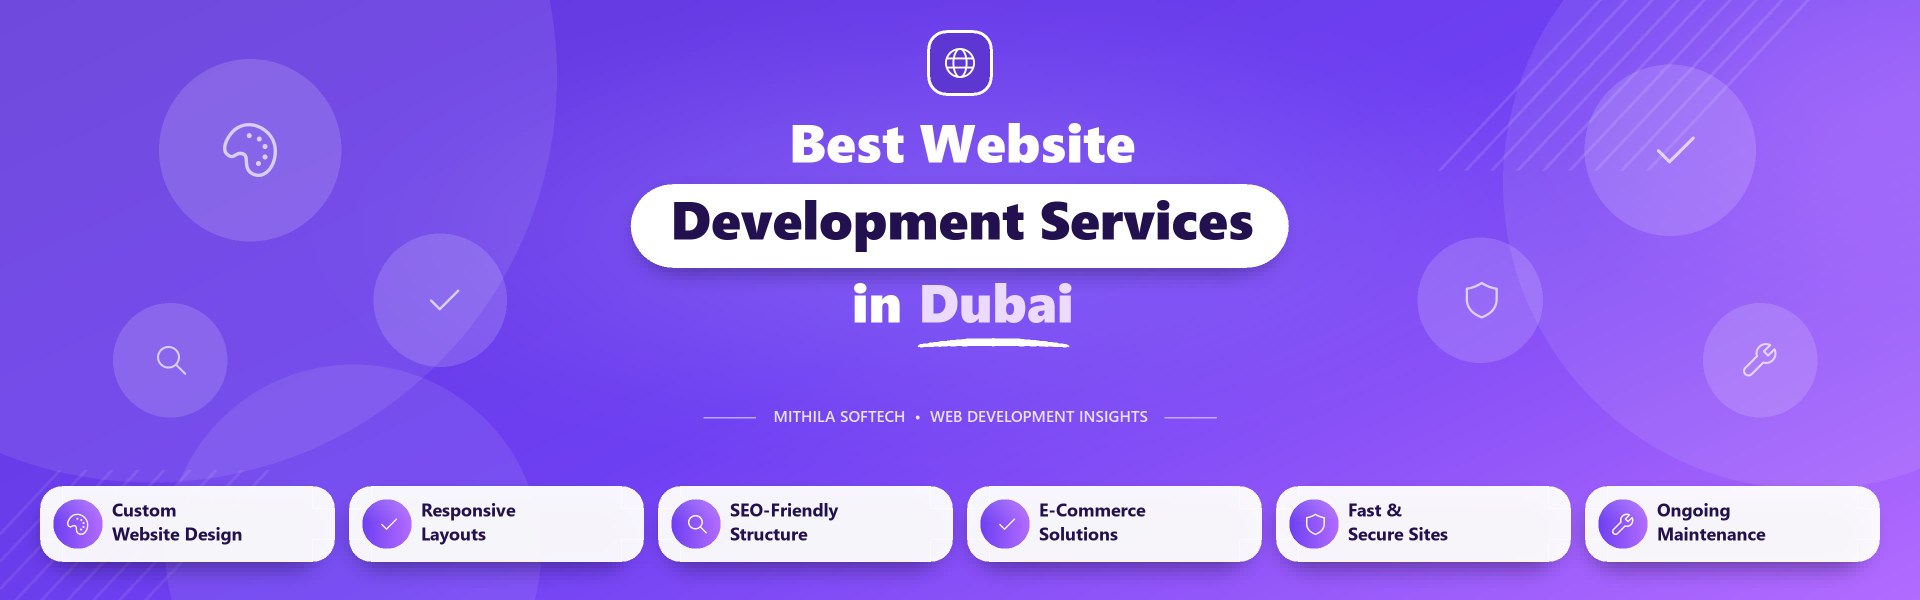 Best Website
Development Services
in Dubai
MITHILA SOFTECH • WEB DEVELOPMENT INSIGHTS
Custom
Website Design
Responsive
Layouts
SEO-Friendly
Structure
E-Commerce
Solutions
Fast &
Secure Sites
Ongoing
Maintenance